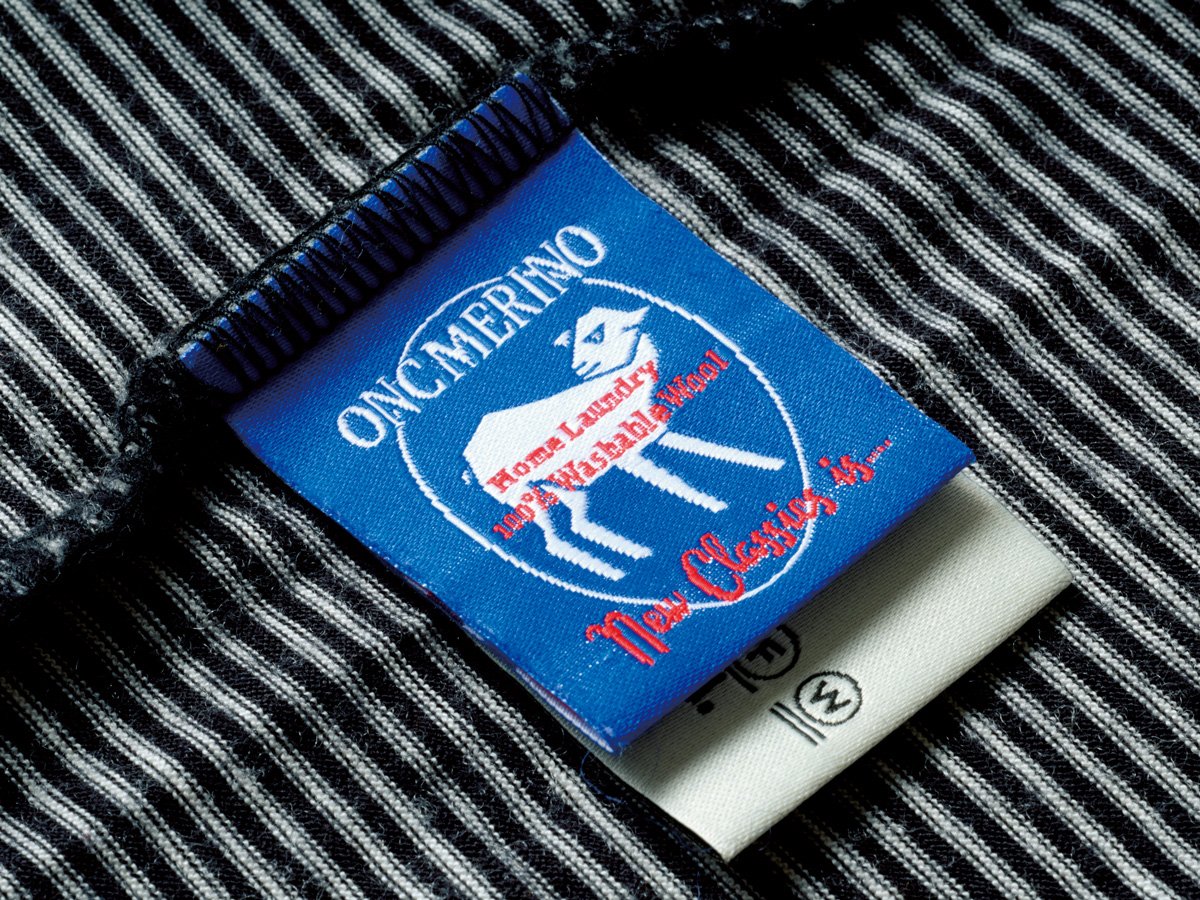 ONCMERINO
Home Laundry
100% Washable Wool
New Classics is....
F
W